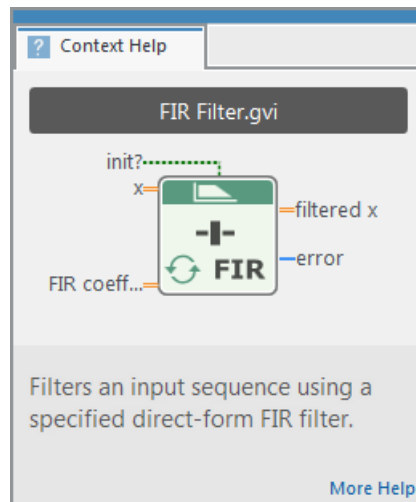 ? Context Help
FIR Filter.gvi
init?
x
filtered x
FIR
error
FIR coeff...
Filters an input sequence using a
specified direct-form FIR filter.
More Help